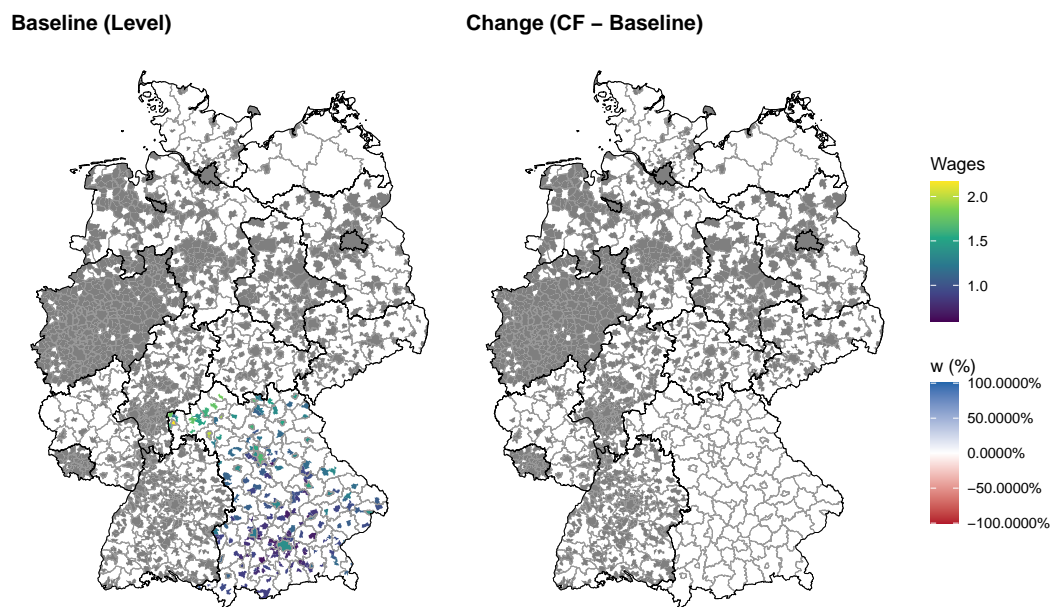 Baseline (Level)
Change (CF – Baseline)
Wages
2.0
1.5
1.0
w (%)
100.0000%
50.0000%
0.0000%
−50.0000%
−100.0000%